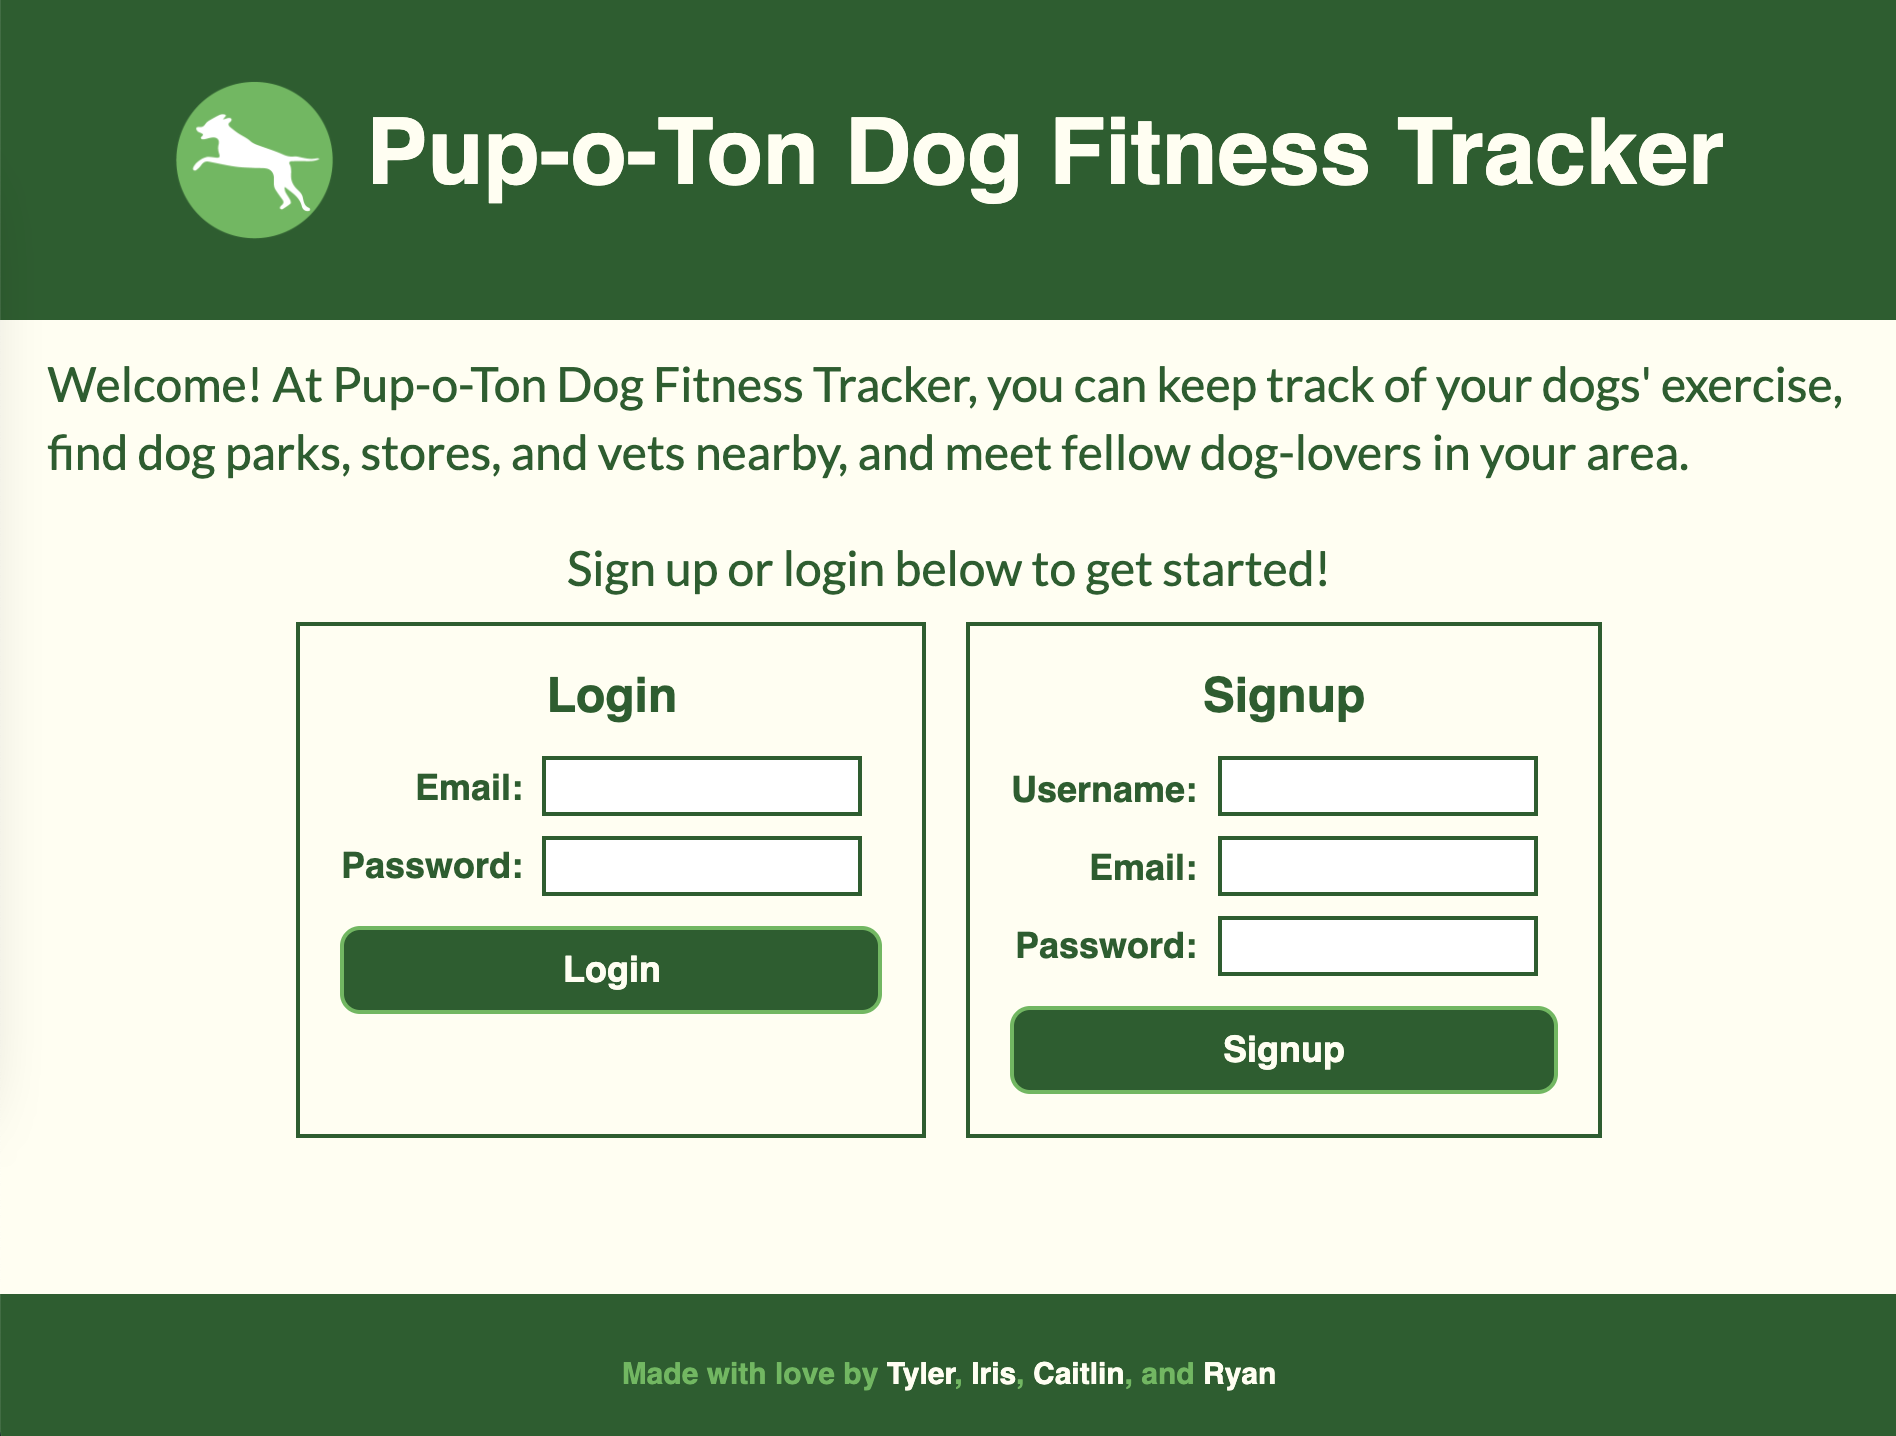 Pup-o-Ton Dog Fitness Tracker
Welcome! At Pup-o-Ton Dog Fitness Tracker, you can keep track of your dogs' exercise,
find dog parks, stores, and vets nearby, and meet fellow dog-lovers in your area.
Sign up or login below to get started!
Login
Email:
Password:
Login
Signup
Username:
Email:
Password:
Signup
Made with love by Tyler, Iris, Caitlin, and Ryan